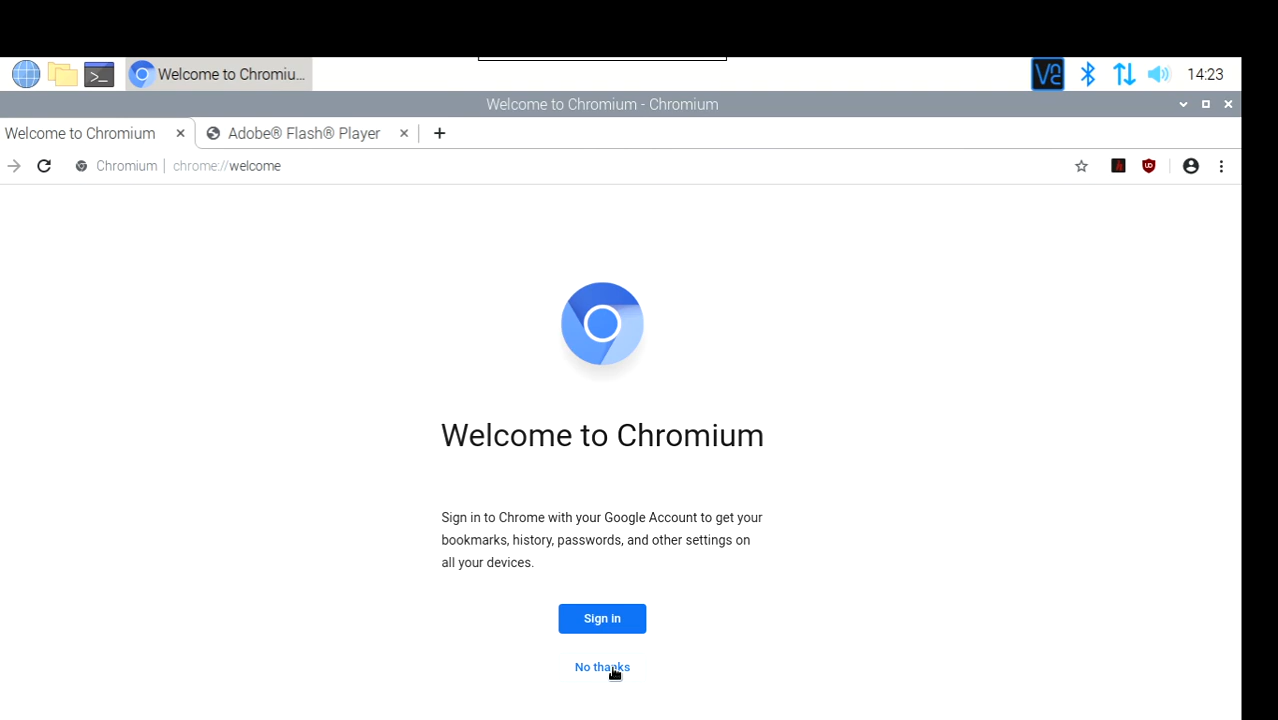 Welcome to Chromiu... 14:23
Welcome to Chromium - Chromium
Welcome to Chromium Adobe® Flash® Player
Chromium | chrome://welcome
Welcome to Chromium
Sign in to Chrome with your Google Account to get your
bookmarks, history, passwords, and other settings on
all your devices.
Sign in
No thanks